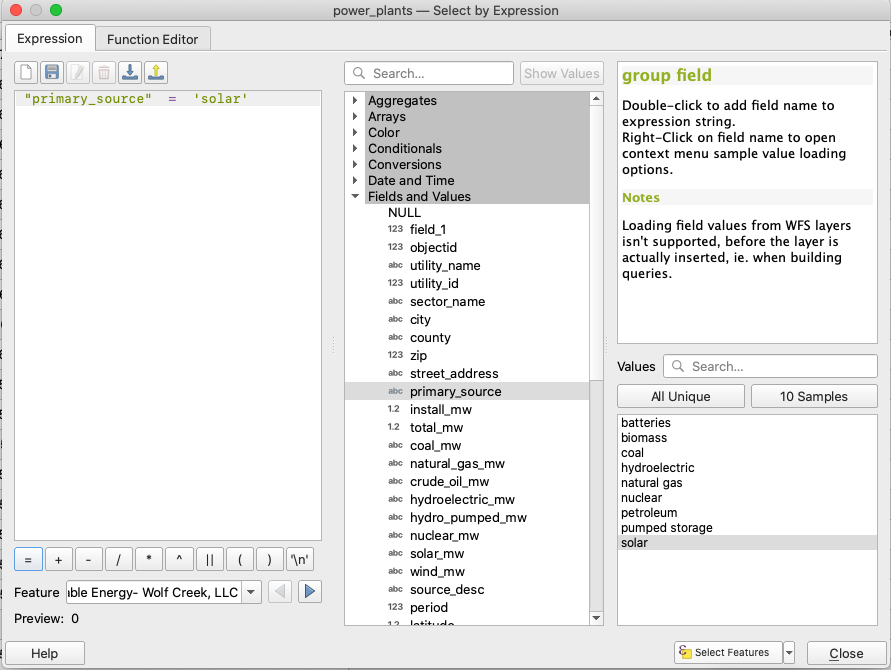 power_plants — Select by Expression
Expression
Function Editor
"primary_source" = 'solar'
=
+
-
/
*
^
||
(
)
'\n'
Feature
able Energy- Wolf Creek, LLC
Preview: 0
Help
Search...
Show Values
Aggregates
Arrays
Color
Conditionals
Conversions
Date and Time
Fields and Values
NULL
123 field_1
123 objectid
abc utility_name
123 utility_id
abc sector_name
abc city
abc county
123 zip
abc street_address
abc primary_source
1.2 install_mw
1.2 total_mw
abc coal_mw
abc natural_gas_mw
abc crude_oil_mw
abc hydroelectric_mw
abc hydro_pumped_mw
abc nuclear_mw
abc solar_mw
abc wind_mw
abc source_desc
123 period
1.2 latitude
group field
Double-click to add field name to
expression string.
Right-Click on field name to open
context menu sample value loading
options.
Notes
Loading field values from WFS layers
isn't supported, before the layer is
actually inserted, ie. when building
queries.
Values
Search...
All Unique
10 Samples
batteries
biomass
coal
hydroelectric
natural gas
nuclear
petroleum
pumped storage
solar
Select Features
Close